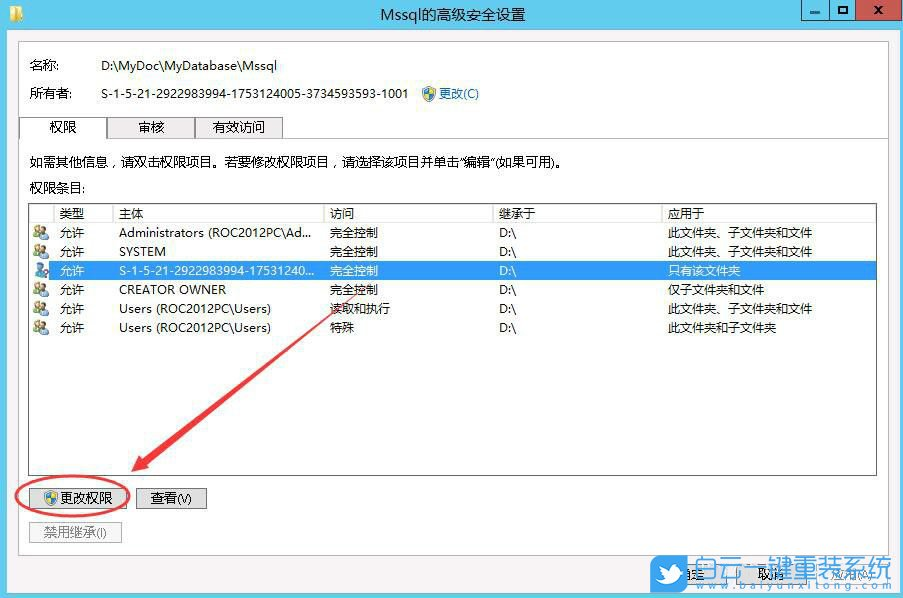 Mssql的高级安全设置
名称: D:\MyDoc\MyDatabase\Mssql
所有者: S-1-5-21-2922983994-1753124005-3734593593-1001 更改(C)
权限 审核 有效访问
如需其他信息，请双击权限项目。若要修改权限项目，请选择该项目并单击“编辑”(如果可用)。
权限条目:
类型 主体 访问 继承于 应用于
允许 Administrators (ROC2012PC\Ad... 完全控制 D:\ 此文件夹、子文件夹和文件
允许 SYSTEM 完全控制 D:\ 此文件夹、子文件夹和文件
允许 S-1-5-21-2922983994-17531240... 完全控制 D:\ 只有该文件夹
允许 CREATOR OWNER 完全控制 D:\ 仅子文件夹和文件
允许 Users (ROC2012PC\Users) 读取和执行 D:\ 此文件夹、子文件夹和文件
允许 Users (ROC2012PC\Users) 特殊 D:\ 此文件夹和子文件夹
更改权限 查看(V)
禁用继承(I)
取消
白云一键重装系统
www.baiyunxitong.com